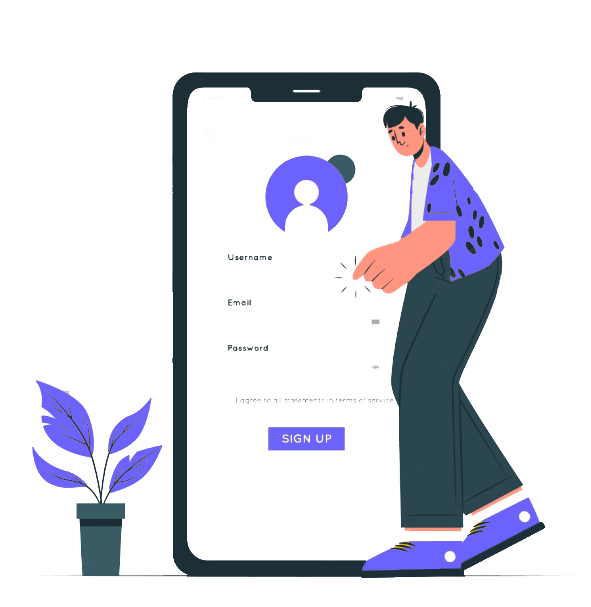 Username
Email
Password
I agree to all statements in terms of service
SIGN UP